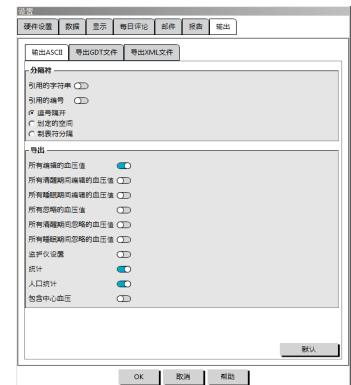 设置
硬件设置 数据 显示 每日评论 邮件 报告 输出
输出ASCII 导出GDT文件 导出XML文件
分隔符
引用的字符串
引用的编号
逗号隔开
划定的空间
制表符分隔
导出
所有编辑的血压值
所有清醒期间编辑的血压值
所有睡眠期间编辑的血压值
所有忽略的血压值
所有清醒期间忽略的血压值
所有睡眠期间忽略的血压值
监护仪设置
统计
人口统计
包含中心血压
默认
OK 取消 帮助